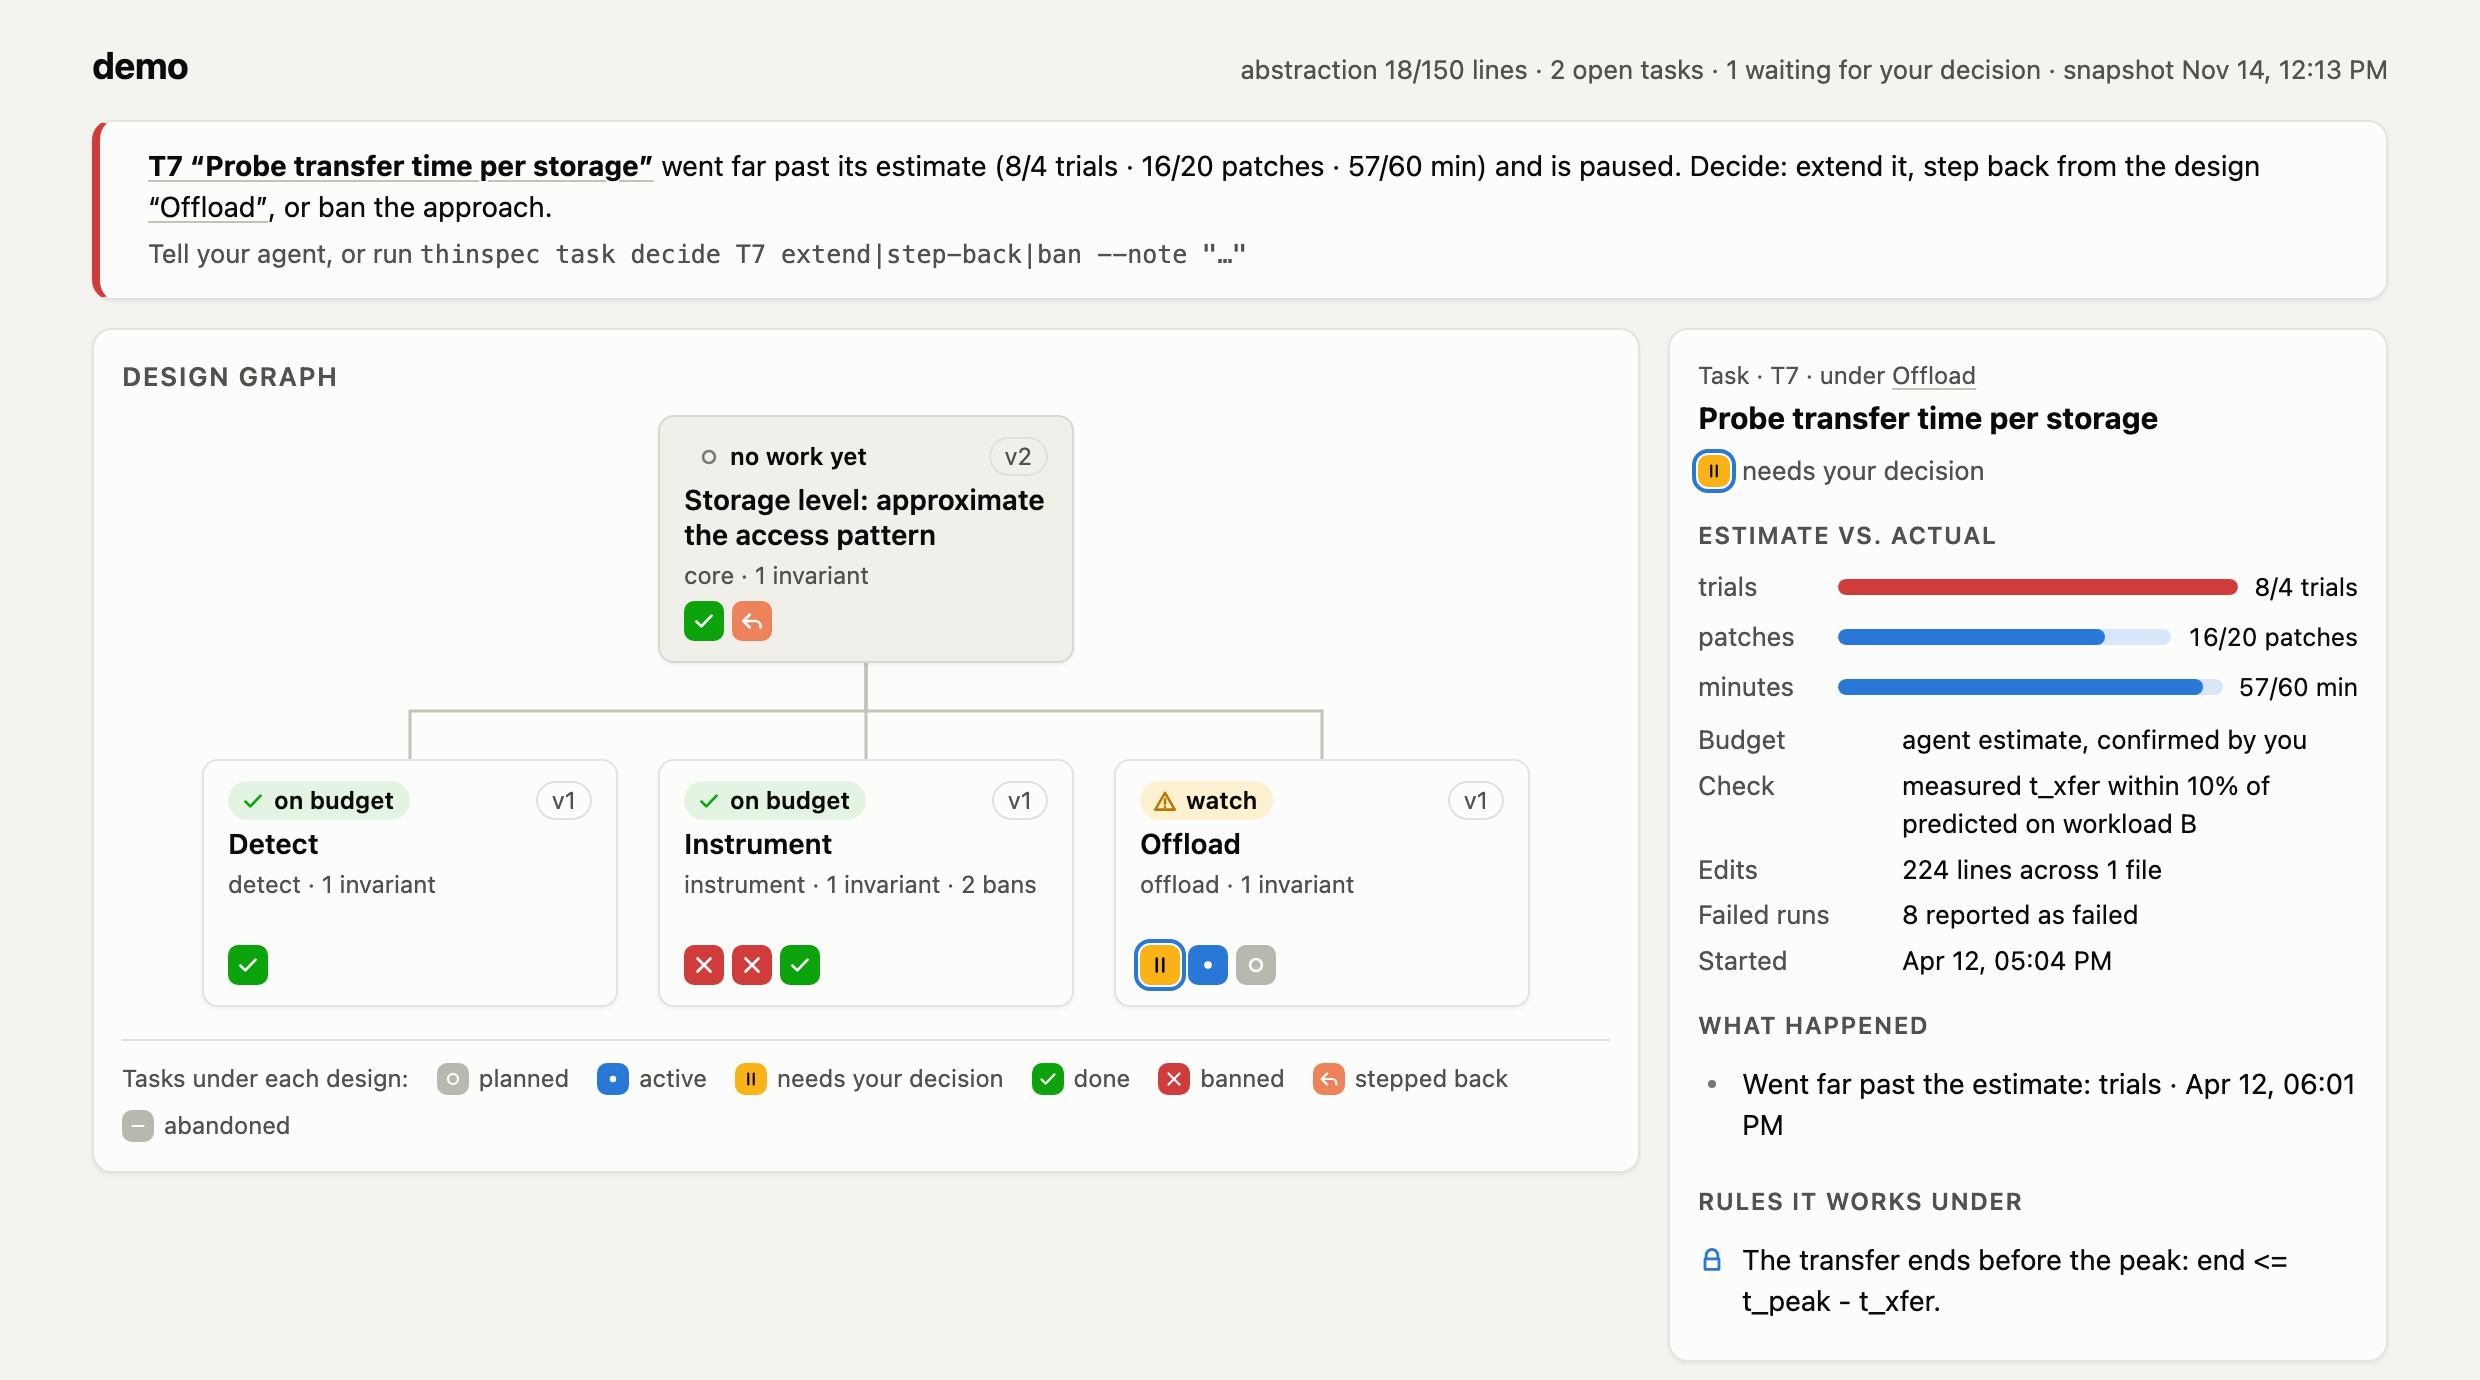 demo
abstraction 18/150 lines · 2 open tasks · 1 waiting for your decision · snapshot Nov 14, 12:13 PM
T7 “Probe transfer time per storage” went far past its estimate (8/4 trials · 16/20 patches · 57/60 min) and is paused. Decide: extend it, step back from the design
“Offload”, or ban the approach.
Tell your agent, or run thinspec task decide T7 extend|step-back|ban --note "…"
DESIGN GRAPH
no work yet v2
Storage level: approximate
the access pattern
core · 1 invariant
on budget v1
Detect
detect · 1 invariant
on budget v1
Instrument
instrument · 1 invariant · 2 bans
watch v1
Offload
offload · 1 invariant
Tasks under each design: planned active needs your decision done banned stepped back
abandoned
Task · T7 · under Offload
Probe transfer time per storage
needs your decision
ESTIMATE VS. ACTUAL
trials 8/4 trials
patches 16/20 patches
minutes 57/60 min
Budget agent estimate, confirmed by you
Check measured t_xfer within 10% of
predicted on workload B
Edits 224 lines across 1 file
Failed runs 8 reported as failed
Started Apr 12, 05:04 PM
WHAT HAPPENED
Went far past the estimate: trials · Apr 12, 06:01
PM
RULES IT WORKS UNDER
The transfer ends before the peak: end <=
t_peak - t_xfer.